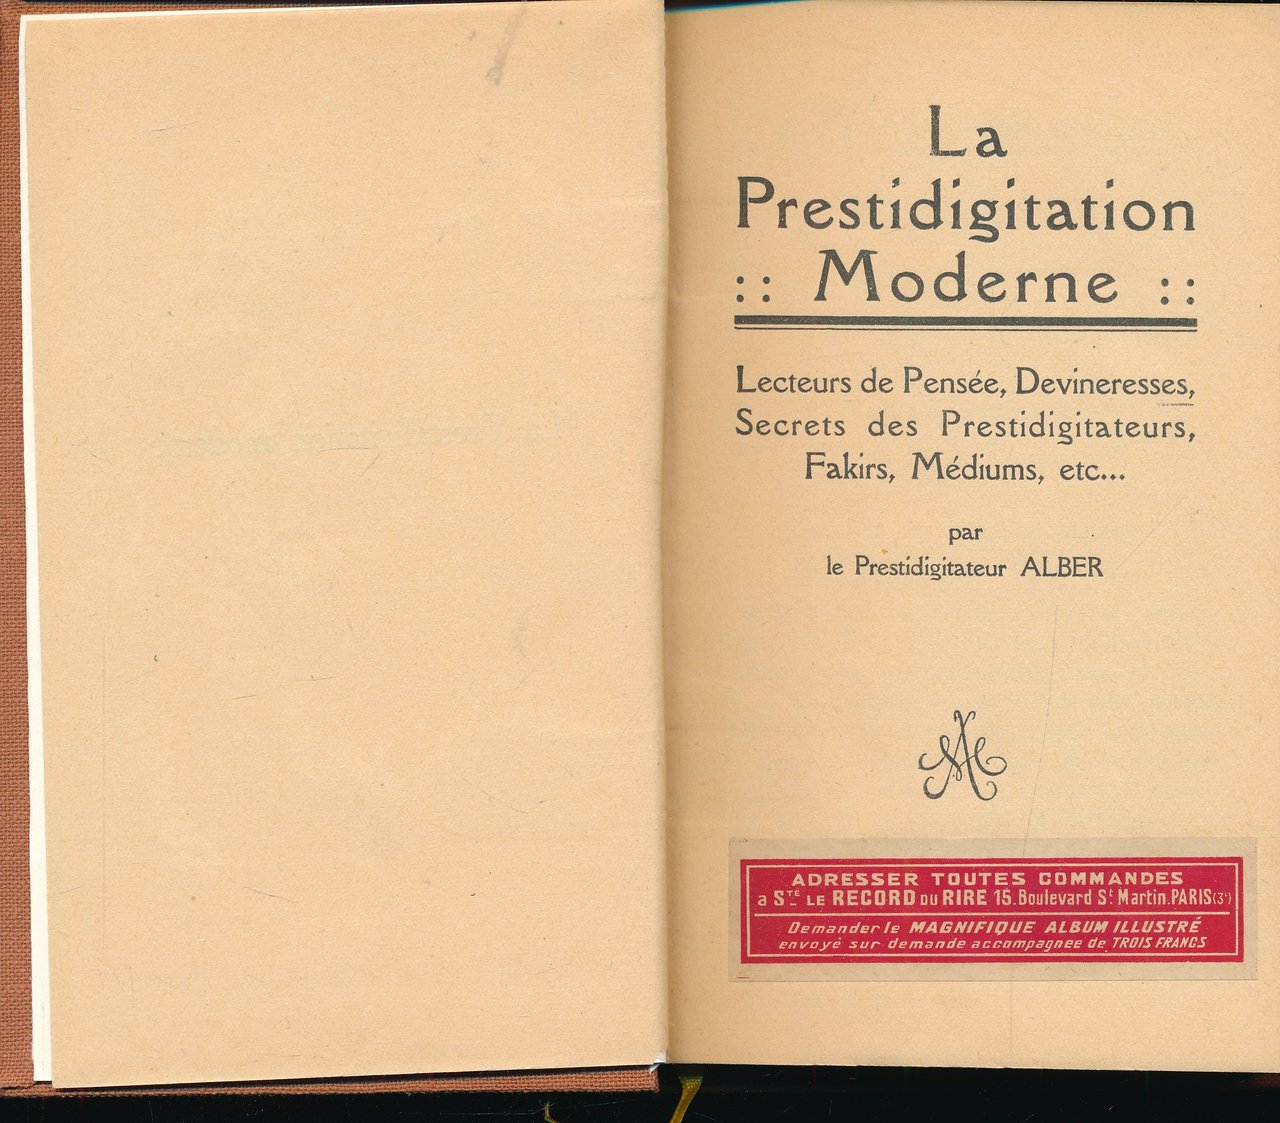 La
Prestidigitation
:: Moderne ::
Lecteurs de Pensée, Devineresses,
Secrets des Prestidigitateurs,
Fakirs, Médiums, etc...
par
le Prestidigitateur ALBER
ADRESSER TOUTES COMMANDES
a STE LE RECORD DU RIRE 15. Boulevard St Martin. PARIS (3e)
Demander le MAGNIFIQUE ALBUM ILLUSTRÉ
envoyé sur demande accompagnee de TROIS FRANCS